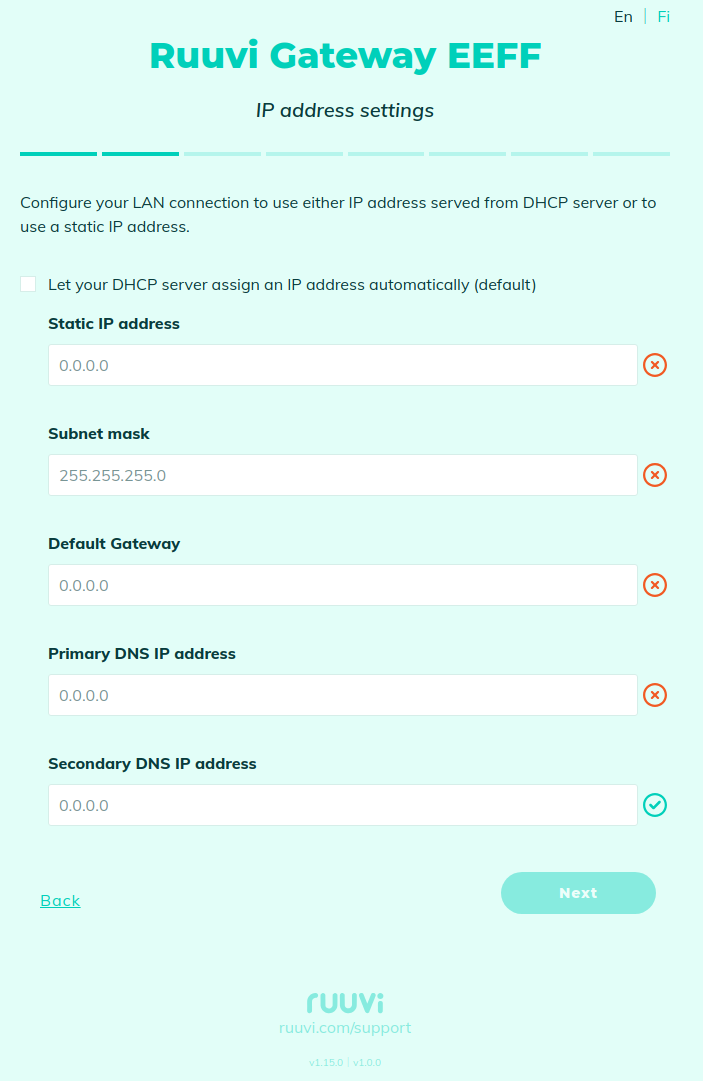 En | Fi
Ruuvi Gateway EEFF
IP address settings
Configure your LAN connection to use either IP address served from DHCP server or to
use a static IP address.
Let your DHCP server assign an IP address automatically (default)
Static IP address
0.0.0.0
Subnet mask
255.255.255.0
Default Gateway
0.0.0.0
Primary DNS IP address
0.0.0.0
Secondary DNS IP address
0.0.0.0
Back
Next
ruuvi
ruuvi.com/support
v1.15.0 | v1.0.0